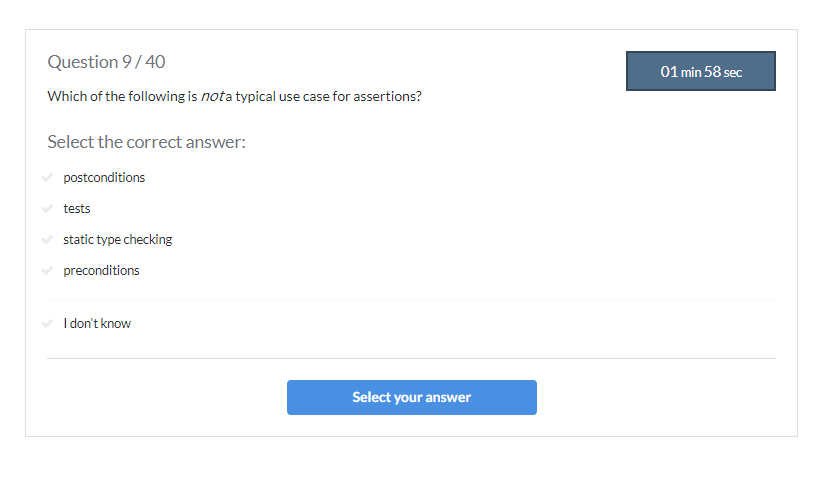 Question 9 / 40
01 min 58 sec
Which of the following is not a typical use case for assertions?
Select the correct answer:
postconditions
tests
static type checking
preconditions
I don't know
Select your answer